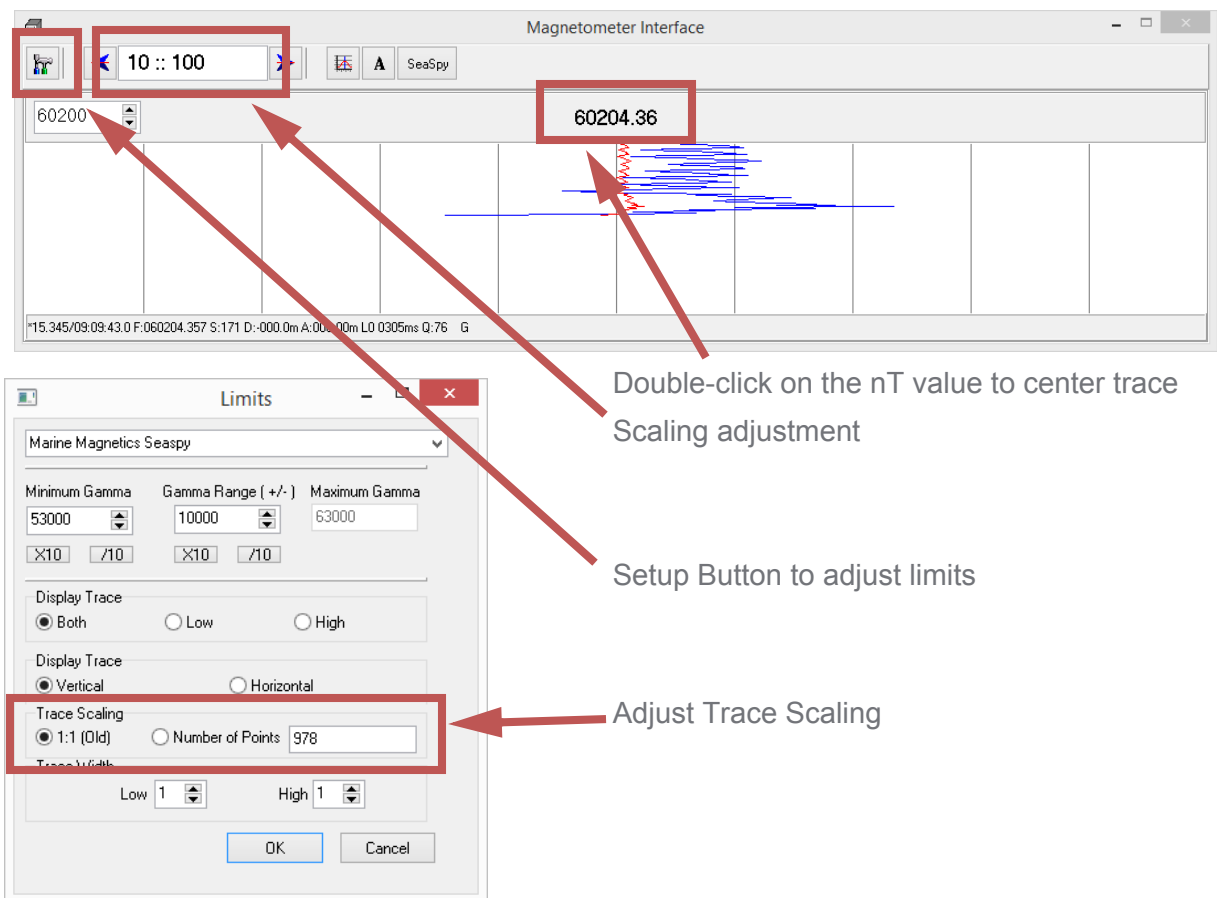 Magnetometer Interface
10 :: 100
A
SeaSpy
60200
60204.36
*15.345/09:09:43.0 F:060204.357 S:171 D:-000.0m A:000.00m L0 0305ms Q:76 G
Double-click on the nT value to center trace
Limits
Scaling adjustment
Marine Magnetics Seaspy
Minimum Gamma Gamma Range ( +/- ) Maximum Gamma
53000 10000 63000
X10 /10 X10 /10
Setup Button to adjust limits
Display Trace
Both Low High
Display Trace
Vertical Horizontal
Trace Scaling
Adjust Trace Scaling
1:1 (Old) Number of Points 978
Trace Width
Low 1 High 1
OK Cancel